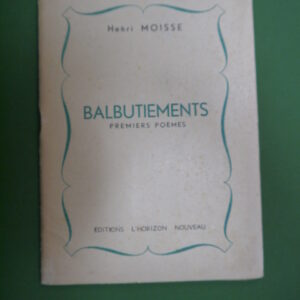 Henri MOISSE
BALBUTIEMENTS
PREMIERS POEMES
EDITIONS L'HORIZON NOUVEAU